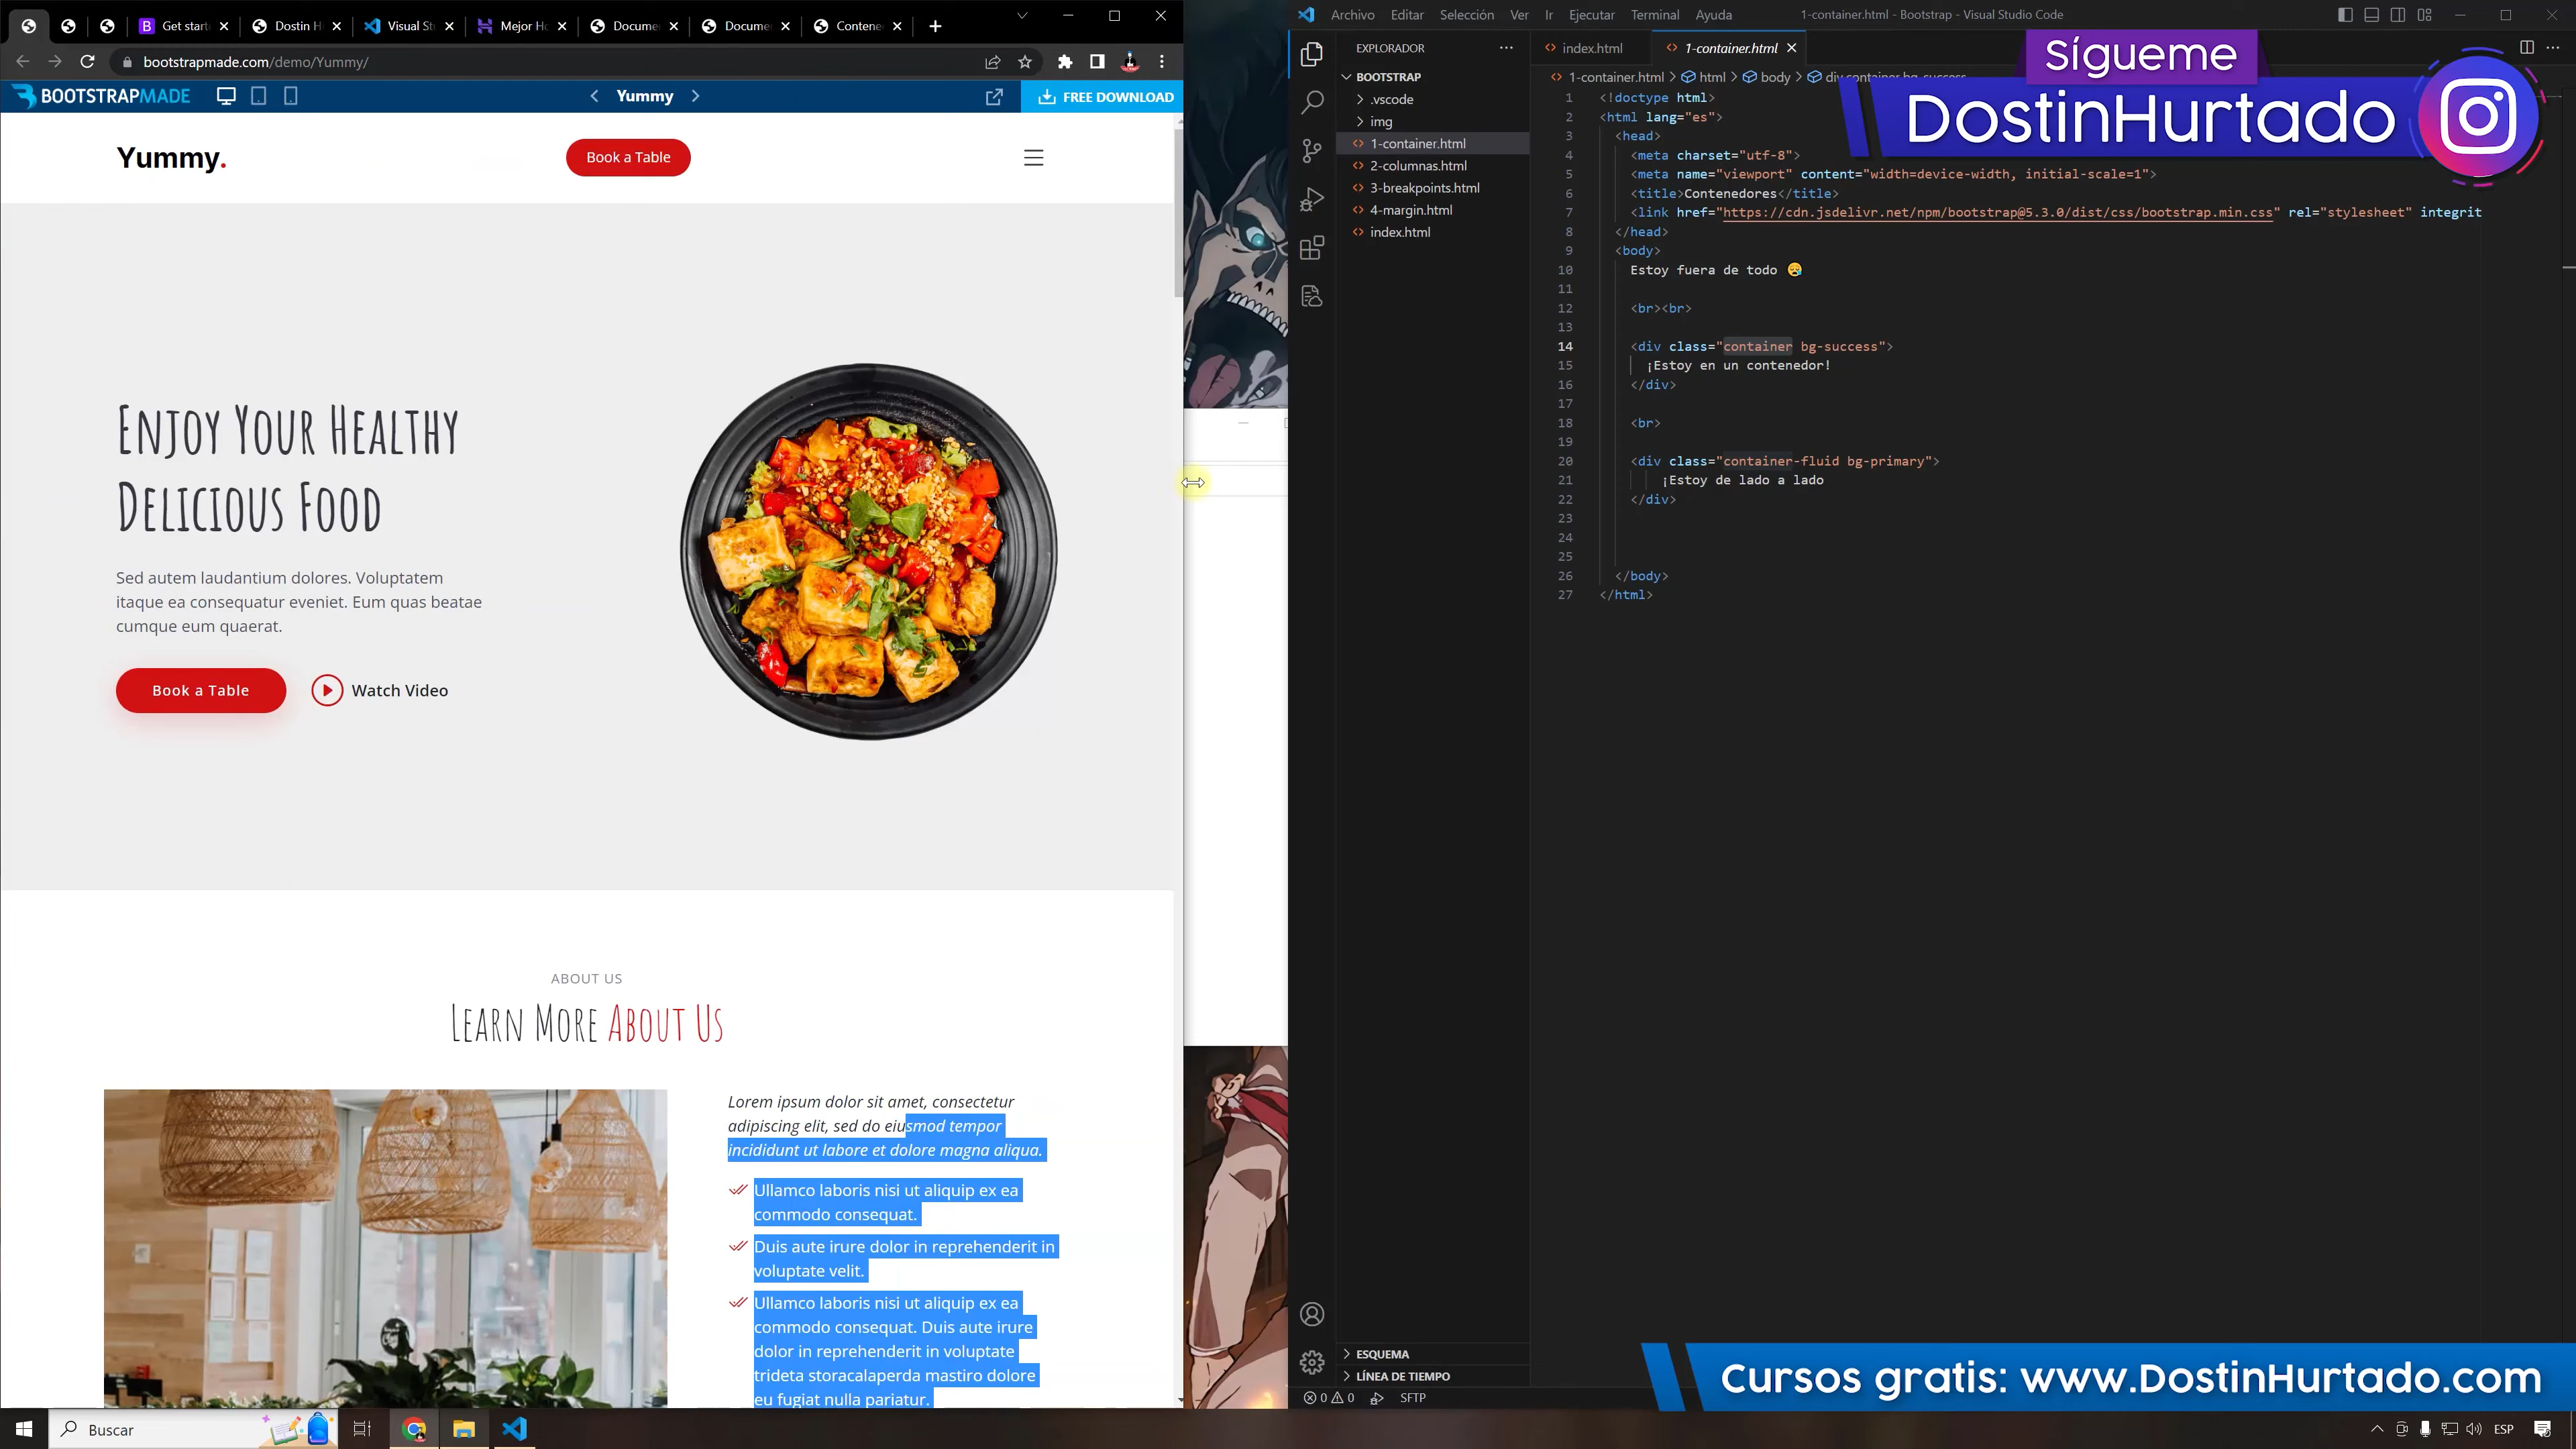 Get start
Dostin H
Visual St
Mejor Ho
Docume
Docume
Contene
bootstrapmade.com/demo/Yummy/
BOOTSTRAPMADE
Yummy
FREE DOWNLOAD
Yummy.
Book a Table
ENJOY YOUR HEALTHY
DELICIOUS FOOD
Sed autem laudantium dolores. Voluptatem
itaque ea consequatur eveniet. Eum quas beatae
cumque eum quaerat.
Book a Table
Watch Video
ABOUT US
LEARN MORE ABOUT US
Lorem ipsum dolor sit amet, consectetur
adipiscing elit, sed do eiusmod tempor
incididunt ut labore et dolore magna aliqua.
Ullamco laboris nisi ut aliquip ex ea
commodo consequat.
Duis aute irure dolor in reprehenderit in
voluptate velit.
Ullamco laboris nisi ut aliquip ex ea
commodo consequat. Duis aute irure
dolor in reprehenderit in voluptate
trideta storacalaperda mastiro dolore
eu fugiat nulla pariatur.
Archivo Editar Selección Ver Ir Ejecutar Terminal Ayuda
1-container.html - Bootstrap - Visual Studio Code
EXPLORADOR
BOOTSTRAP
.vscode
img
1-container.html
2-columnas.html
3-breakpoints.html
4-margin.html
index.html
ESQUEMA
LÍNEA DE TIEMPO
0 0 SFTP
index.html
1-container.html
1-container.html > html > body > div.container.bg-success
1 <!doctype html>
2 <html lang="es">
3 <head>
4 <meta charset="utf-8">
5 <meta name="viewport" content="width=device-width, initial-scale=1">
6 <title>Contenedores</title>
7 <link href="https://cdn.jsdelivr.net/npm/bootstrap@5.3.0/dist/css/bootstrap.min.css" rel="stylesheet" integrit
8 </head>
9 <body>
10 Estoy fuera de todo 😪
11
12 <br><br>
13
14 <div class="container bg-success">
15 ¡Estoy en un contenedor!
16 </div>
17
18 <br>
19
20 <div class="container-fluid bg-primary">
21 ¡Estoy de lado a lado
22 </div>
23
24
25
26 </body>
27 </html>
Sígueme
DostinHurtado
Cursos gratis: www.DostinHurtado.com
Buscar
ESP